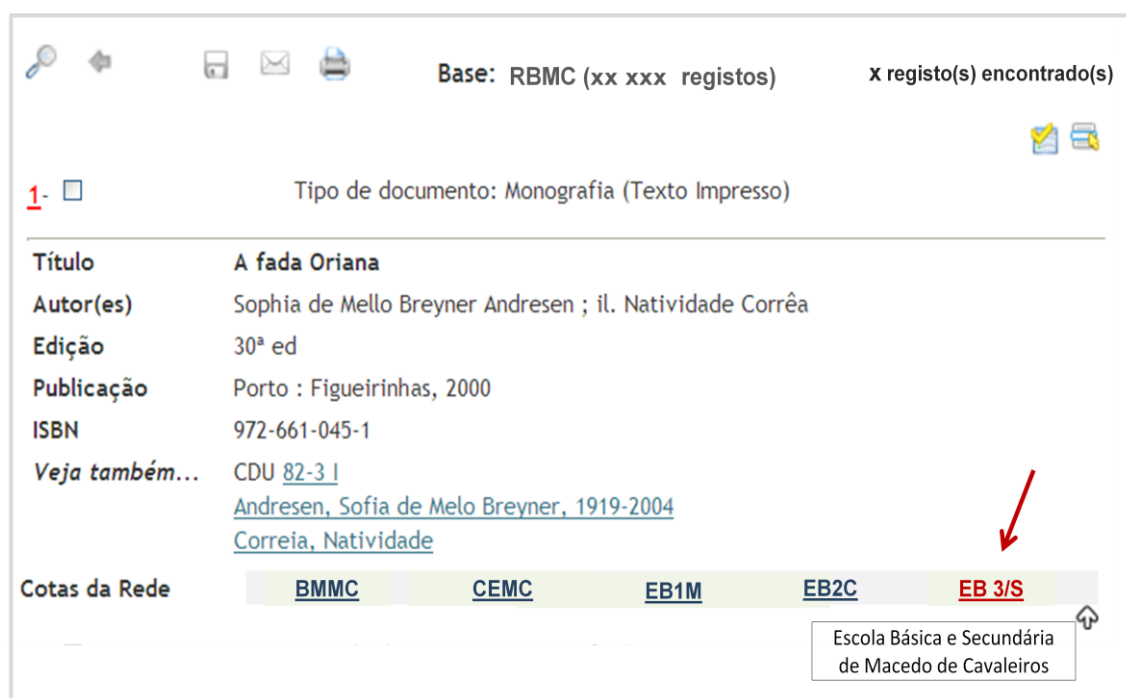 Base: RBMC (xx xxx registos) x registo(s) encontrado(s)
1- Tipo de documento: Monografia (Texto Impresso)
Título A fada Oriana
Autor(es) Sophia de Mello Breyner Andresen ; il. Natividade Corrêa
Edição 30ª ed
Publicação Porto : Figueirinhas, 2000
ISBN 972-661-045-1
Veja também... CDU 82-3 I
Andresen, Sofia de Melo Breyner, 1919-2004
Correia, Natividade
Cotas da Rede BMMC CEMC EB1M EB2C EB 3/S
Escola Básica e Secundária
de Macedo de Cavaleiros